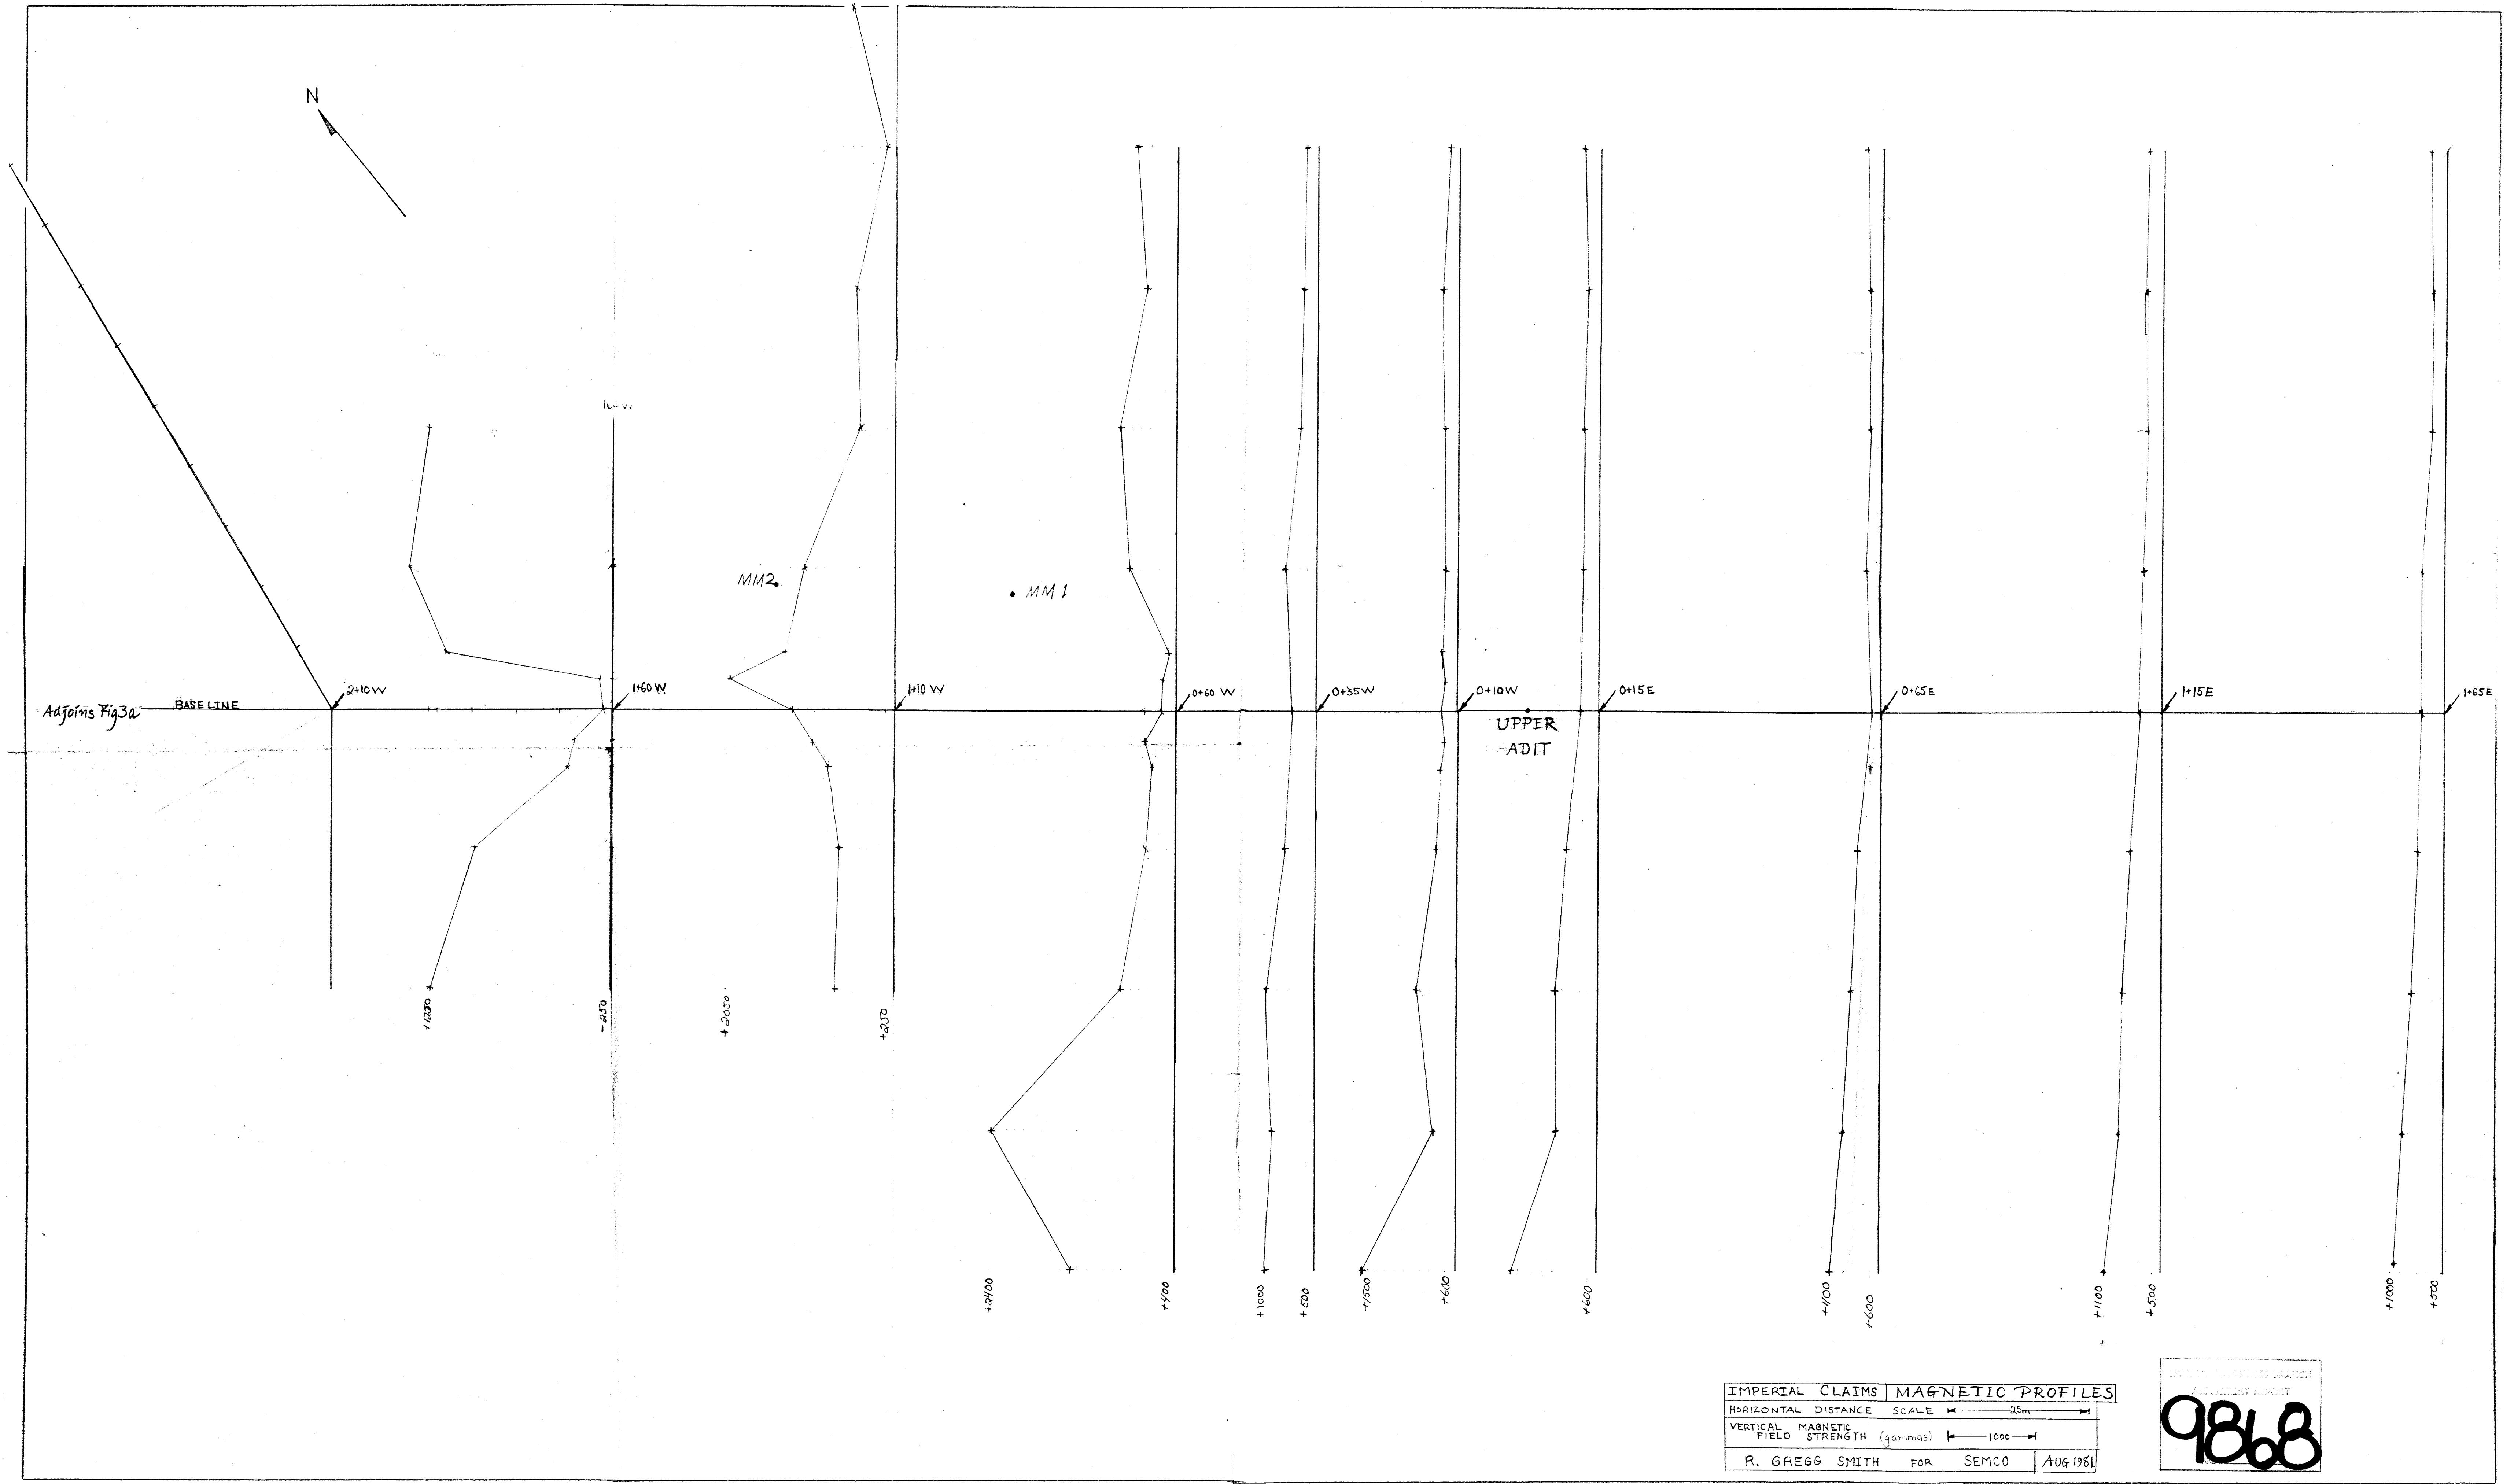 N
MM2
MM1
Adjoins Fig3a
BASELINE
2+10W
1+60W
1+10W
0+60 W
0+35W
0+10W
0+15E
0+65E
1+15E
1+65E
UPPER
ADIT
+1250
-250
+2050
+250
+2400
+400
+1000
+500
+1500
+600
+600
+1100
+600
+1100
+500
+1000
+500
IMPERIAL CLAIMS MAGNETIC PROFILES
HORIZONTAL DISTANCE SCALE 25m
VERTICAL MAGNETIC
FIELD STRENGTH (gammas) 1000
R. GREGG SMITH FOR SEMCO AUG 1981
9868